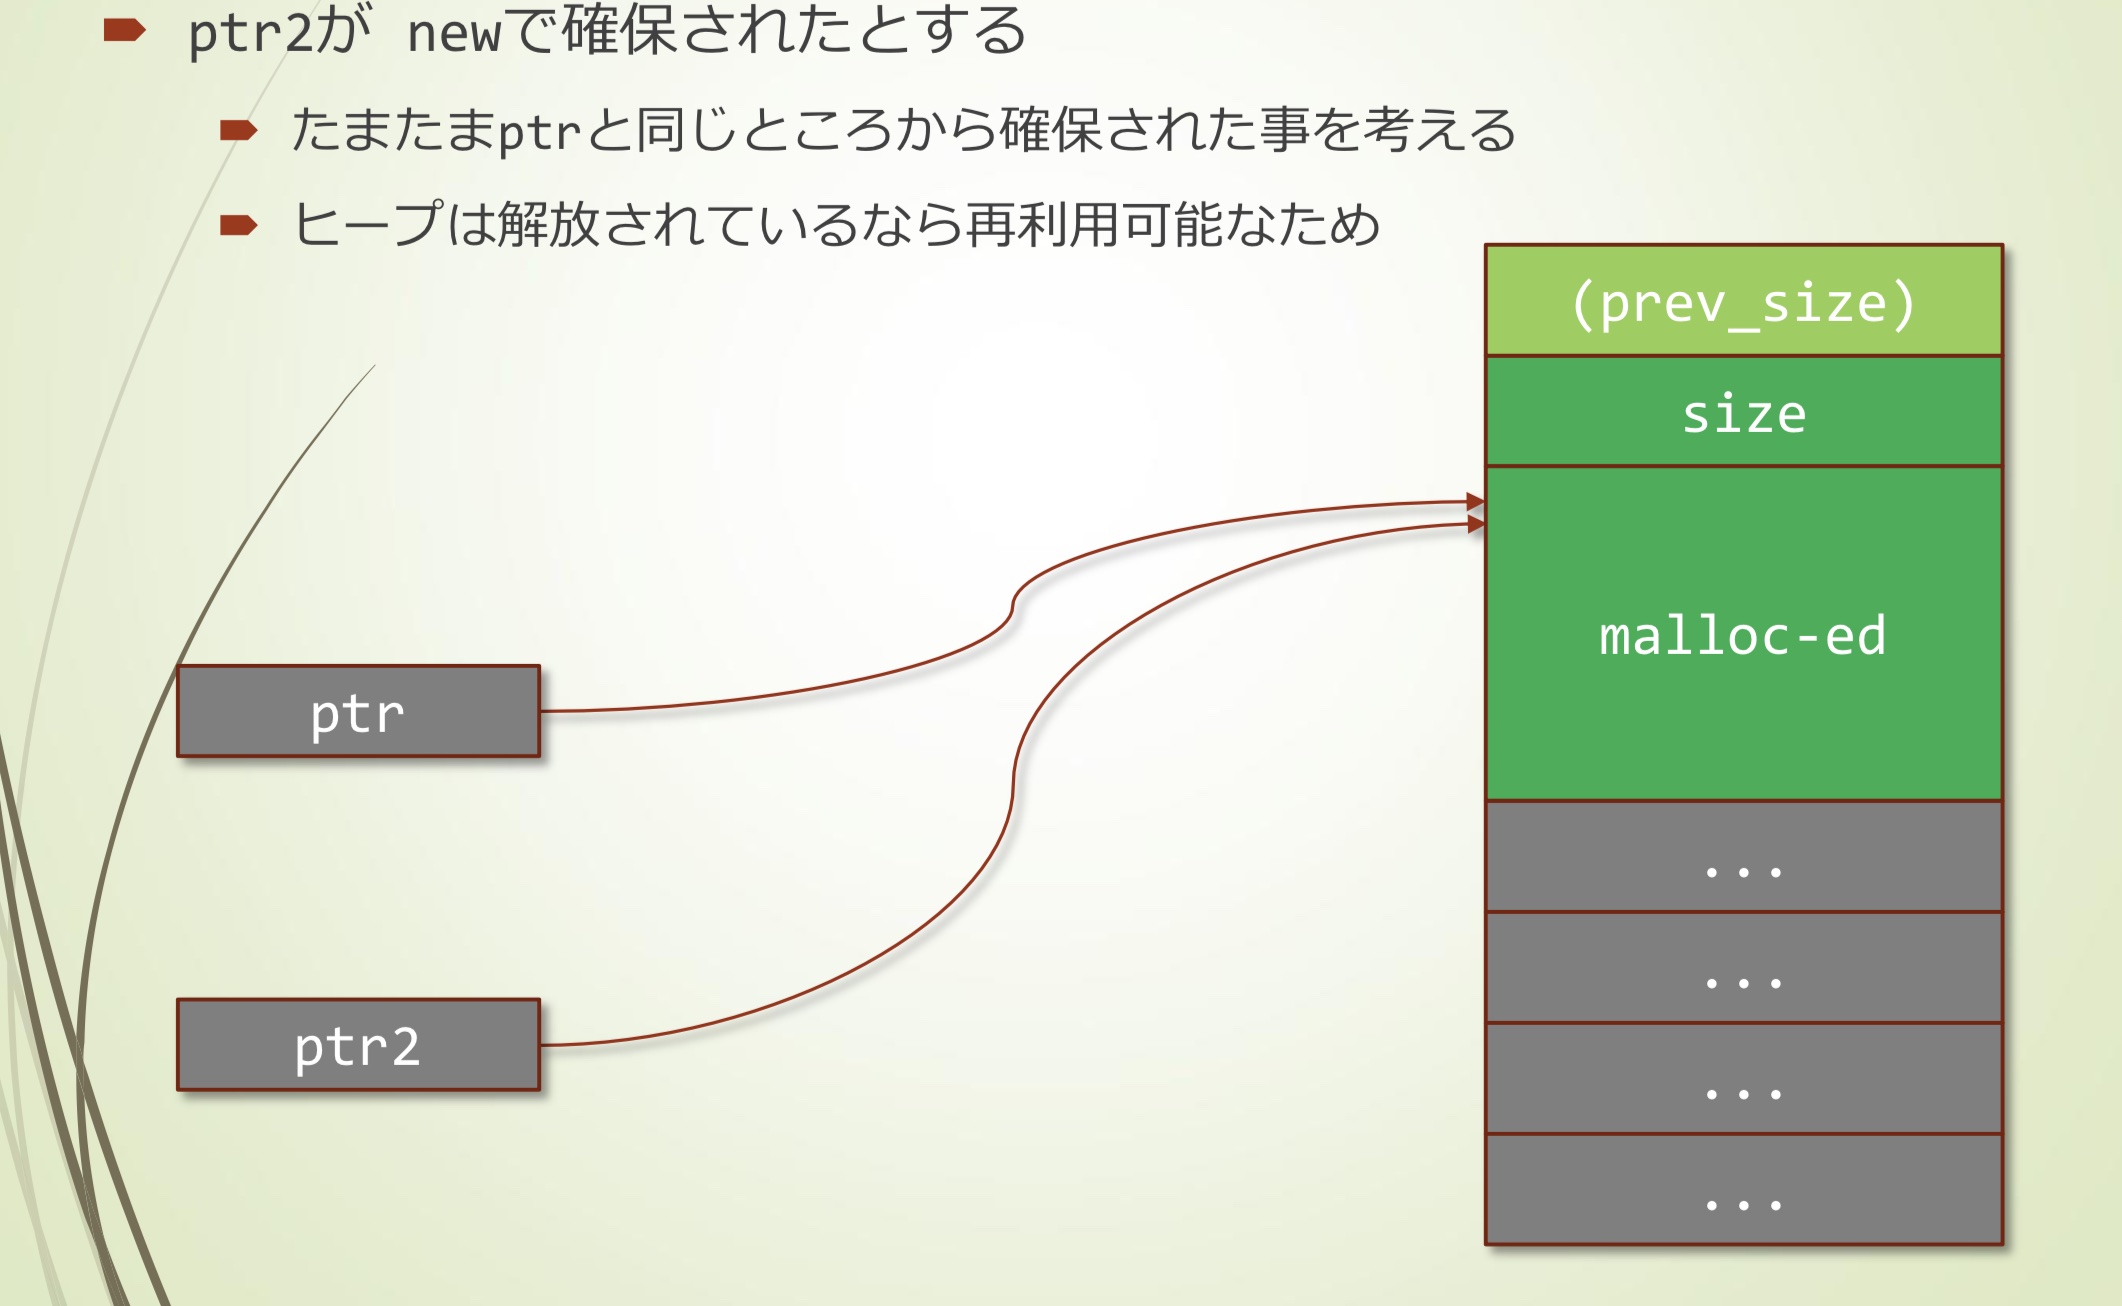 ptr2が newで確保されたとする
たまたまptrと同じところから確保された事を考える
ヒープは解放されているなら再利用可能なため
(prev_size)
size
malloc-ed
ptr
...
...
ptr2
...
...